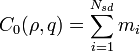 C_0(\rho, q) = \sum_{i=1}^{N_{sd}} m_i